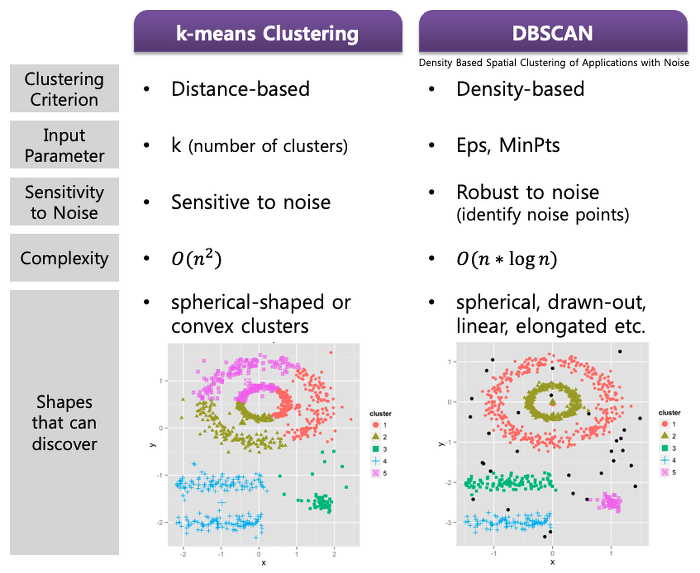 k-means Clustering
DBSCAN
Density Based Spatial Clustering of Applications with Noise
Clustering
Criterion
• Distance-based
• Density-based
Input
Parameter
• k (number of clusters)
• Eps, MinPts
Sensitivity
to Noise
• Sensitive to noise
• Robust to noise
(identify noise points)
Complexity
• O(n²)
• O(n * log n)
Shapes
that can
discover
• spherical-shaped or
convex clusters
• spherical, drawn-out,
linear, elongated etc.
1
0
-1
-2
y
-2 -1 0 1 2
x
cluster
1
2
3
4
5
1
0
-1
-2
-3
y
-1 0 1
x
cluster
1
2
3
4
5